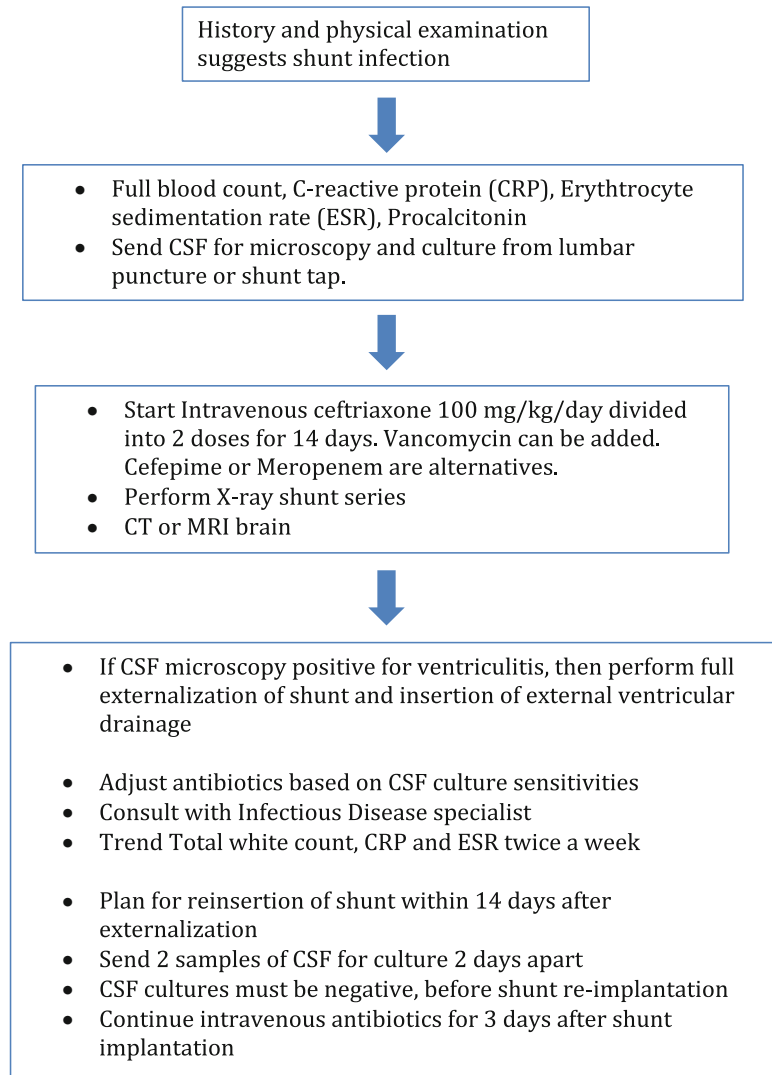 History and physical examination
suggests shunt infection
• Full blood count, C-reactive protein (CRP), Erythtrocyte
sedimentation rate (ESR), Procalcitonin
• Send CSF for microscopy and culture from lumbar
puncture or shunt tap.
• Start Intravenous ceftriaxone 100 mg/kg/day divided
into 2 doses for 14 days. Vancomycin can be added.
Cefepime or Meropenem are alternatives.
• Perform X-ray shunt series
• CT or MRI brain
• If CSF microscopy positive for ventriculitis, then perform full
externalization of shunt and insertion of external ventricular
drainage
• Adjust antibiotics based on CSF culture sensitivities
• Consult with Infectious Disease specialist
• Trend Total white count, CRP and ESR twice a week
• Plan for reinsertion of shunt within 14 days after
externalization
• Send 2 samples of CSF for culture 2 days apart
• CSF cultures must be negative, before shunt re-implantation
• Continue intravenous antibiotics for 3 days after shunt
implantation